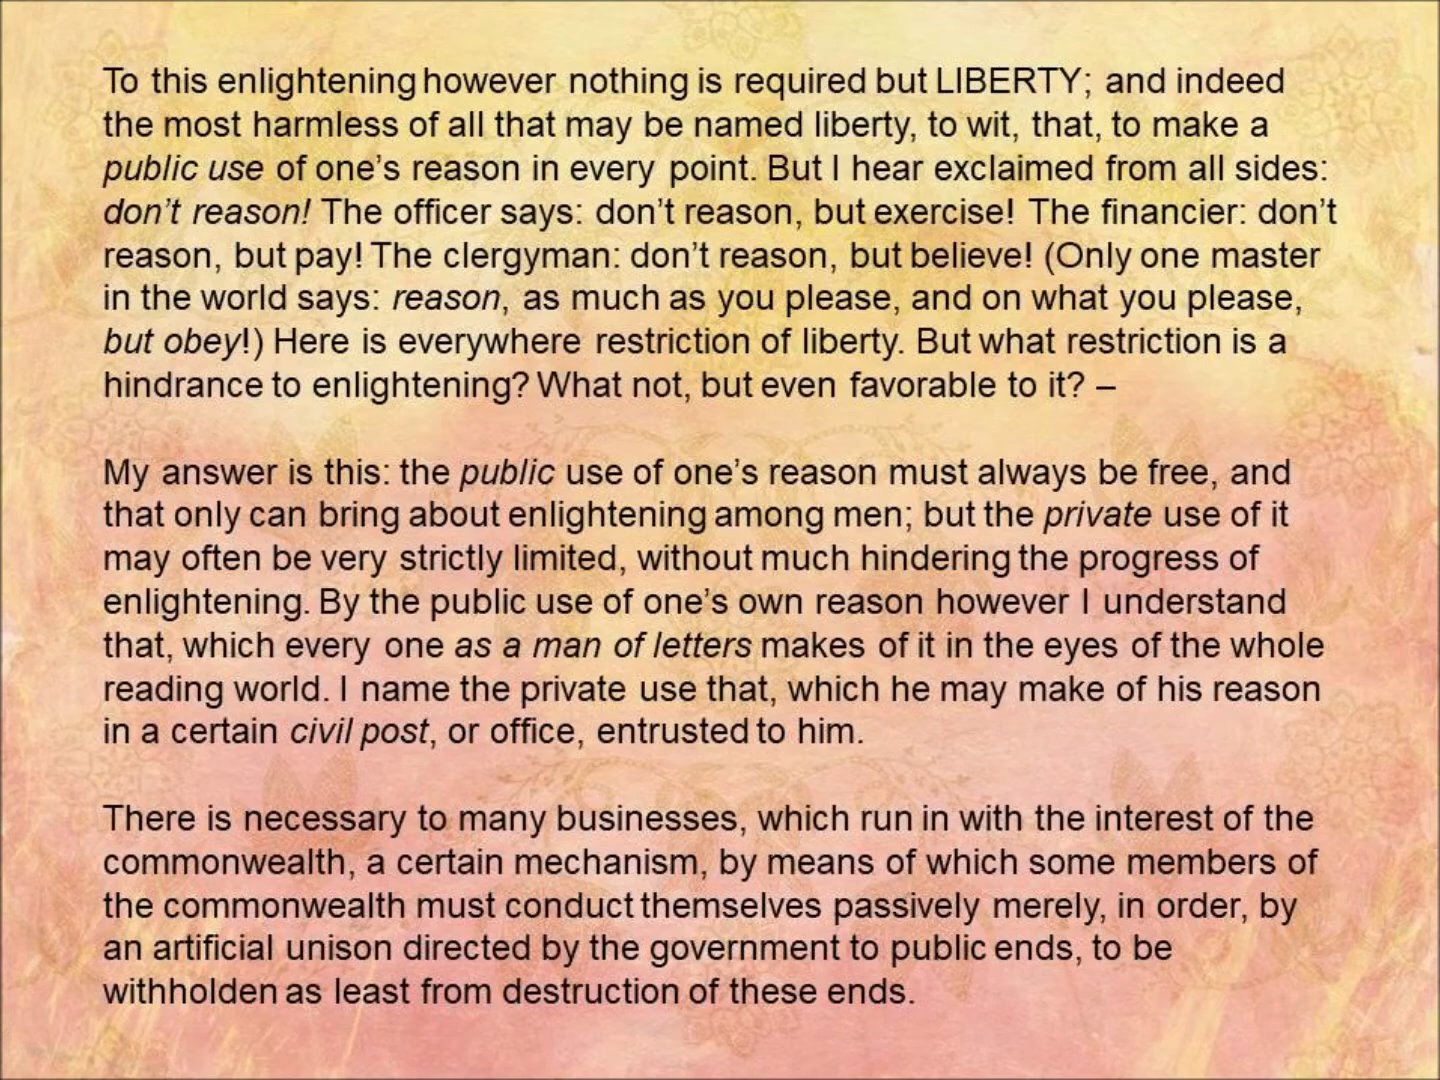 To this enlightening however nothing is required but LIBERTY; and indeed
the most harmless of all that may be named liberty, to wit, that, to make a
public use of one's reason in every point. But I hear exclaimed from all sides:
don't reason! The officer says: don't reason, but exercise! The financier: don't
reason, but pay! The clergyman: don't reason, but believe! (Only one master
in the world says: reason, as much as you please, and on what you please,
but obey!) Here is everywhere restriction of liberty. But what restriction is a
hindrance to enlightening? What not, but even favorable to it? –
My answer is this: the public use of one's reason must always be free, and
that only can bring about enlightening among men; but the private use of it
may often be very strictly limited, without much hindering the progress of
enlightening. By the public use of one's own reason however I understand
that, which every one as a man of letters makes of it in the eyes of the whole
reading world. I name the private use that, which he may make of his reason
in a certain civil post, or office, entrusted to him.
There is necessary to many businesses, which run in with the interest of the
commonwealth, a certain mechanism, by means of which some members of
the commonwealth must conduct themselves passively merely, in order, by
an artificial unison directed by the government to public ends, to be
withholden as least from destruction of these ends.